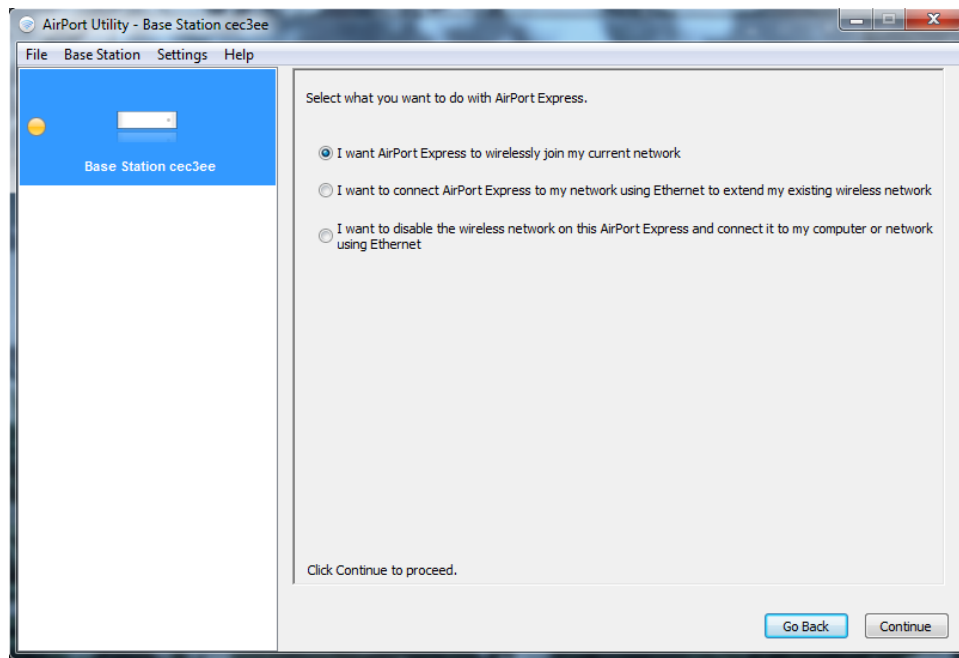 AirPort Utility - Base Station cec3ee
File Base Station Settings Help
Base Station cec3ee
Select what you want to do with AirPort Express.
I want AirPort Express to wirelessly join my current network
I want to connect AirPort Express to my network using Ethernet to extend my existing wireless network
I want to disable the wireless network on this AirPort Express and connect it to my computer or network
using Ethernet
Click Continue to proceed.
Go Back Continue